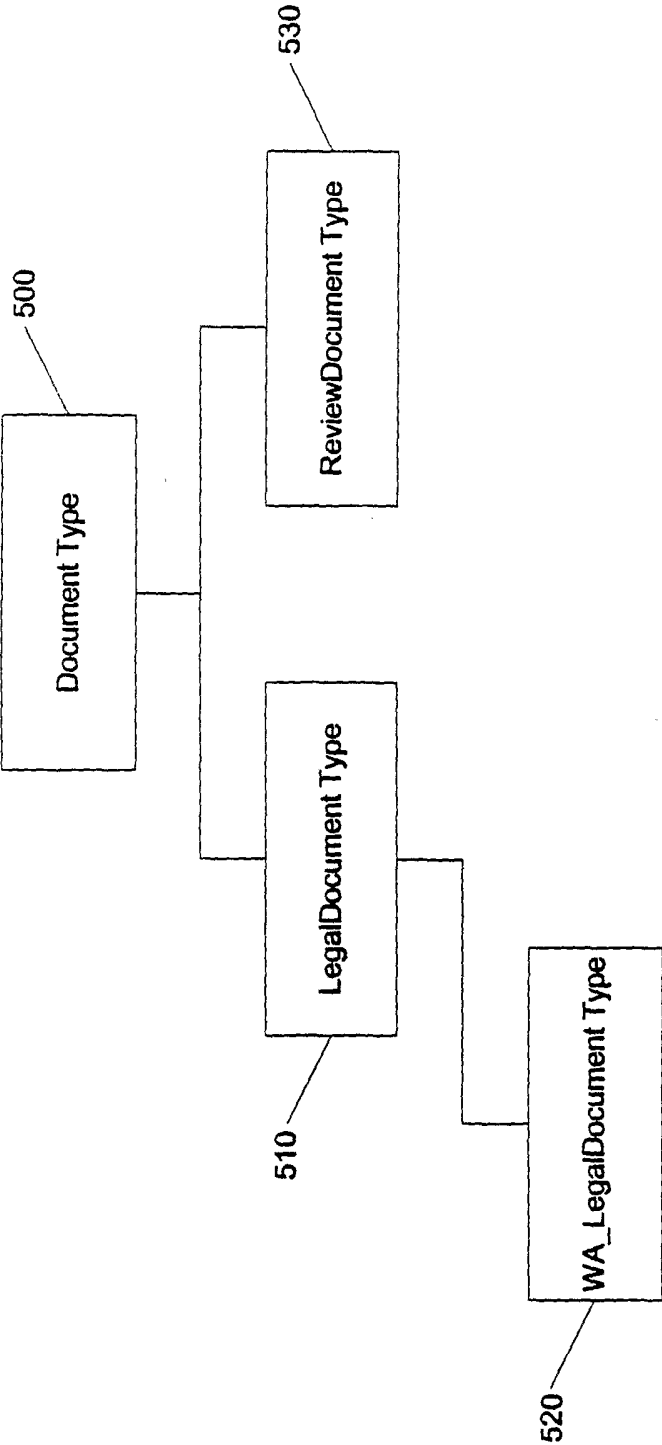 500
Document Type
530
ReviewDocument Type
510
LegalDocument Type
520
WA_LegalDocument Type